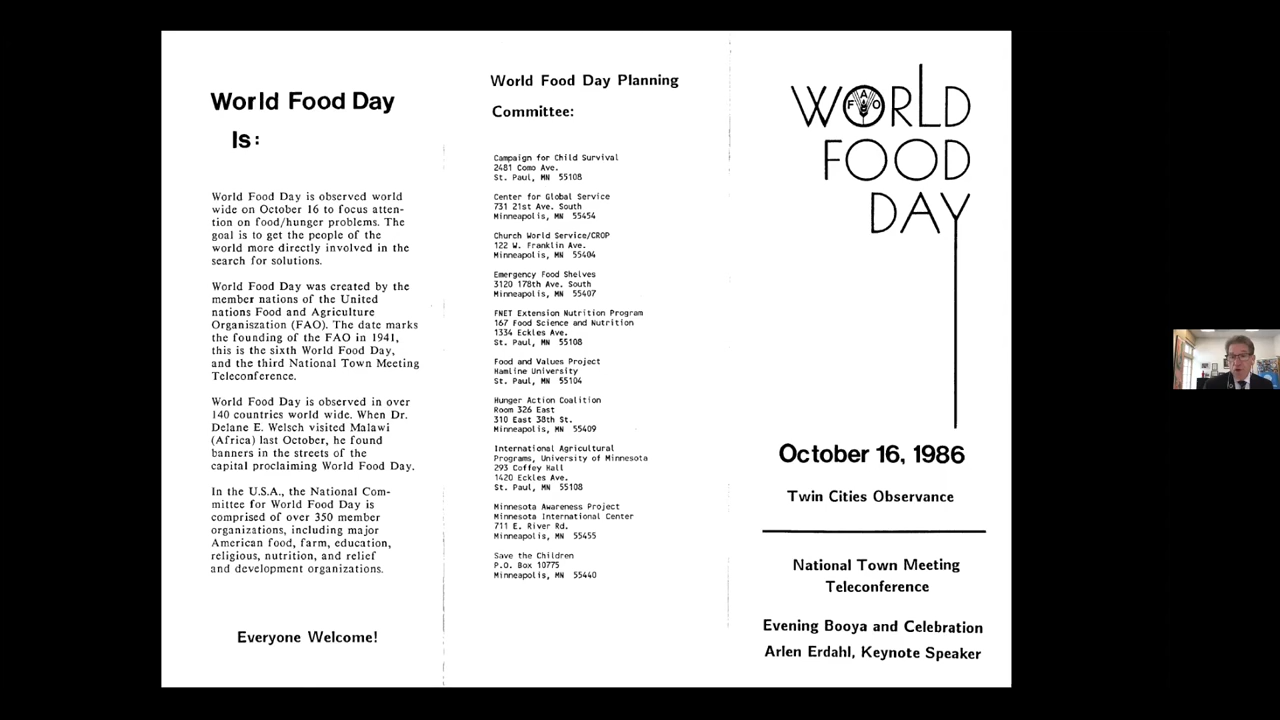 World Food Day
Is:
World Food Day is observed world
wide on October 16 to focus atten-
tion on food/hunger problems. The
goal is to get the people of the
world more directly involved in the
search for solutions.
World Food Day was created by the
member nations of the United
nations Food and Agriculture
Organiszation (FAO). The date marks
the founding of the FAO in 1941,
this is the sixth World Food Day,
and the third National Town Meeting
Teleconference.
World Food Day is observed in over
140 countries world wide. When Dr.
Delane E. Welsch visited Malawi
(Africa) last October, he found
banners in the streets of the
capital proclaiming World Food Day.
In the U.S.A., the National Com-
mittee for World Food Day is
comprised of over 350 member
organizations, including major
American food, farm, education,
religious, nutrition, and relief
and development organizations.
Everyone Welcome!
World Food Day Planning
Committee:
Campaign for Child Survival
2481 Como Ave.
St. Paul, MN 55108
Center for Global Service
731 21st Ave. South
Minneapolis, MN 55454
Church World Service/CROP
122 W. Franklin Ave.
Minneapolis, MN 55404
Emergency Food Shelves
3120 178th Ave. South
Minneapolis, MN 55407
FNET Extension Nutrition Program
167 Food Science and Nutrition
1334 Eckles Ave.
St. Paul, MN 55108
Food and Values Project
Hamline University
St. Paul, MN 55104
Hunger Action Coalition
Room 326 East
310 East 38th St.
Minneapolis, MN 55409
International Agricultural
Programs, University of Minnesota
293 Coffey Hall
1420 Eckles Ave.
St. Paul, MN 55108
Minnesota Awareness Project
Minnesota International Center
711 E. River Rd.
Minneapolis, MN 55455
Save the Children
P.O. Box 10775
Minneapolis, MN 55440
WORLD
FAO
FOOD
DAY
October 16, 1986
Twin Cities Observance
National Town Meeting
Teleconference
Evening Booya and Celebration
Arlen Erdahl, Keynote Speaker